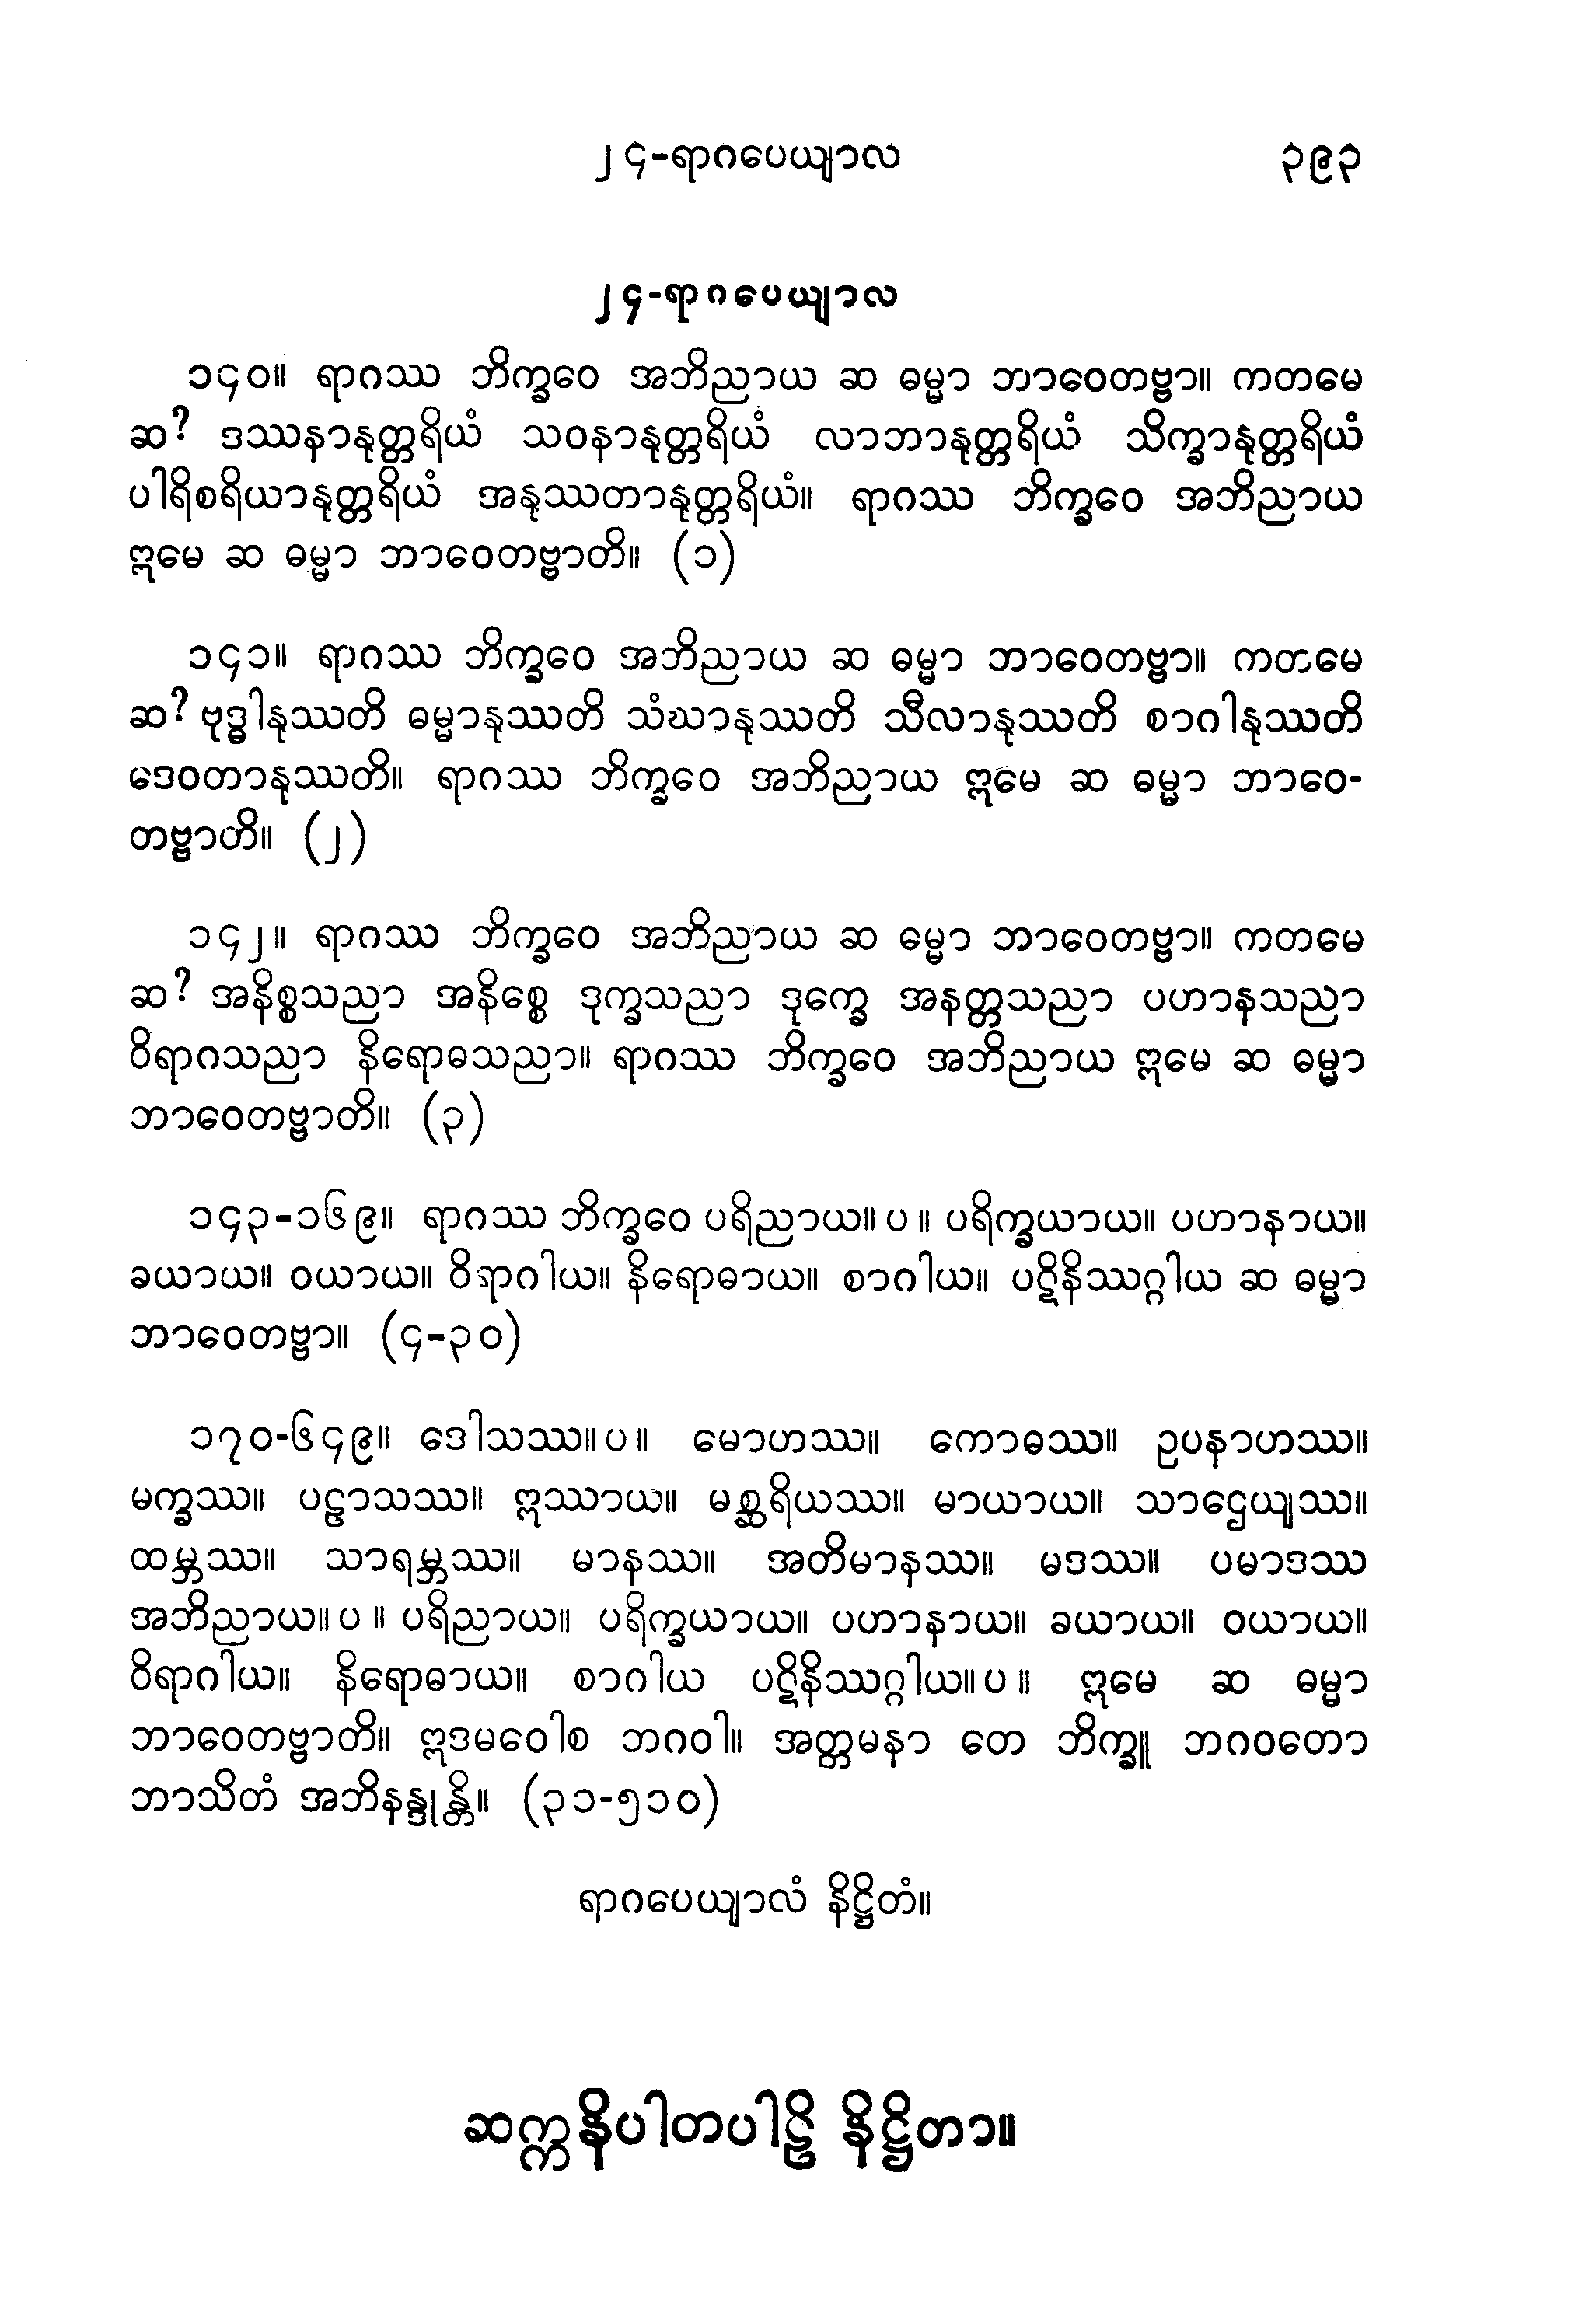 ၂၄-ရာဂပေယျာလ ၃၉၃
၂၄-ရာဂပေယျာလ
၁၄၀။ ရာဂဿ ဘိက္ခဝေ အဘိညာယ ဆ ဓမ္မာ ဘာဝေတဗ္ဗာ။ ကတမေ
ဆ? ဒဿနာနုတ္တရိယံ သဝနာနုတ္တရိယံ လာဘာနုတ္တရိယံ သိက္ခာနုတ္တရိယံ
ပါရိစရိယာနုတ္တရိယံ အနုဿတာနုတ္တရိယံ။ ရာဂဿ ဘိက္ခဝေ အဘိညာယ
ဣမေ ဆ ဓမ္မာ ဘာဝေတဗ္ဗာတိ။ (၁)
၁၄၁။ ရာဂဿ ဘိက္ခဝေ အဘိညာယ ဆ ဓမ္မာ ဘာဝေတဗ္ဗာ။ ကတမေ
ဆ? ဗုဒ္ဓါနုဿတိ ဓမ္မာနုဿတိ သံဃာနုဿတိ သီလာနုဿတိ စာဂါနုဿတိ
ဒေဝတာနုဿတိ။ ရာဂဿ ဘိက္ခဝေ အဘိညာယ ဣမေ ဆ ဓမ္မာ ဘာဝေ-
တဗ္ဗာတိ။ (၂)
၁၄၂။ ရာဂဿ ဘိက္ခဝေ အဘိညာယ ဆ ဓမ္မော ဘာဝေတဗ္ဗာ။ ကတမေ
ဆ? အနိစ္စသညာ အနိစ္စေ ဒုက္ခသညာ ဒုက္ခေ အနတ္တသညာ ပဟာနသညာ
ဝိရာဂသညာ နိရောဓသညာ။ ရာဂဿ ဘိက္ခဝေ အဘိညာယ ဣမေ ဆ ဓမ္မာ
ဘာဝေတဗ္ဗာတိ။ (၃)
၁၄၃-၁၆၉။ ရာဂဿ ဘိက္ခဝေ ပရိညာယ။ ပ ။ ပရိက္ခယာယ။ ပဟာနာယ။
ခယာယ။ ဝယာယ။ ဝိရာဂါယ။ နိရောဓာယ။ စာဂါယ။ ပဋိနိဿဂ္ဂါယ ဆ ဓမ္မာ
ဘာဝေတဗ္ဗာ။ (၄-၃၀)
၁၇၀-၆၄၉။ ဒေါသဿ။ ပ ။ မောဟဿ။ ကောဓဿ။ ဥပနာဟဿ။
မက္ခဿ။ ပဠာသဿ။ ဣဿာယ။ မစ္ဆရိယဿ။ မာယာယ။ သာဌေယျဿ။
ထမ္ဘဿ။ သာရမ္ဘဿ။ မာနဿ။ အတိမာနဿ။ မဒဿ။ ပမာဒဿ
အဘိညာယ။ ပ ။ ပရိညာယ။ ပရိက္ခယာယ။ ပဟာနာယ။ ခယာယ။ ဝယာယ။
ဝိရာဂါယ။ နိရောဓာယ။ စာဂါယ ပဋိနိဿဂ္ဂါယ။ ပ ။ ဣမေ ဆ ဓမ္မာ
ဘာဝေတဗ္ဗာတိ။ ဣဒမဝေါစ ဘဂဝါ။ အတ္တမနာ တေ ဘိက္ခူ ဘဂဝတော
ဘာသိတံ အဘိနန္ဒုန္တိ။ (၃၁-၅၁၀)
ရာဂပေယျာလံ နိဋ္ဌိတံ။
ဆက္ကနိပါတပါဠိ နိဋ္ဌိတာ။